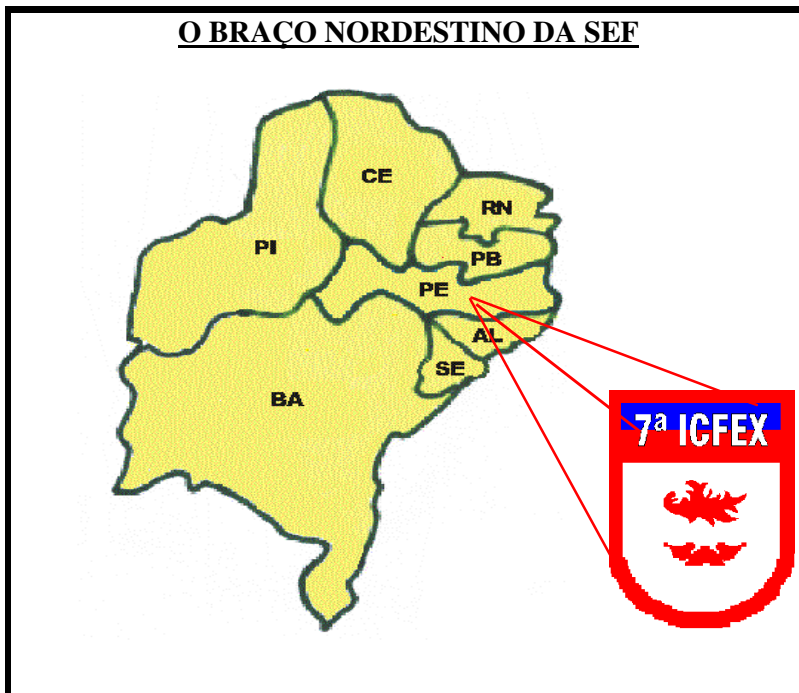 O BRAÇO NORDESTINO DA SEF
CE
RN
PI
PB
PE
AL
SE
BA
7ª ICFEX